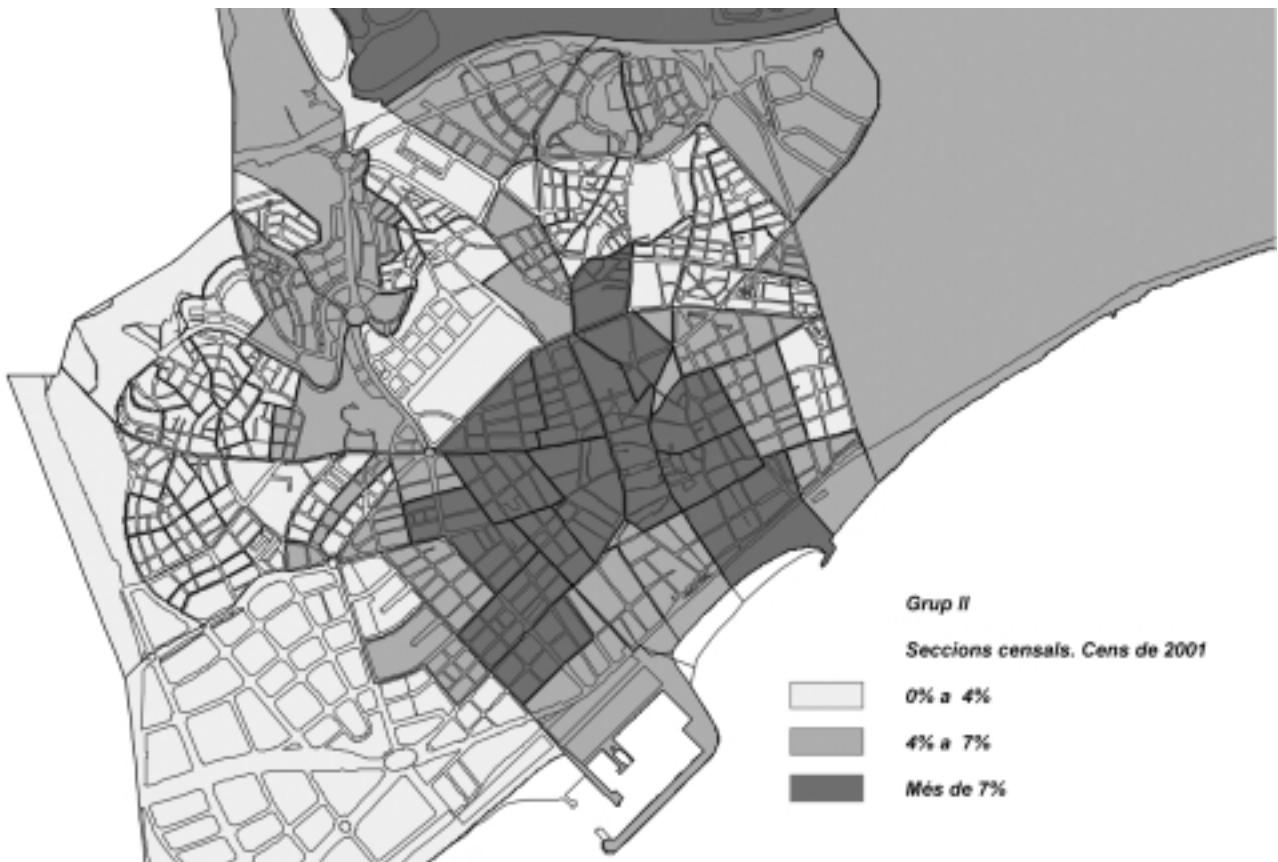 Grup II
Seccions censals. Cens de 2001
0% a 4%
4% a 7%
Més de 7%